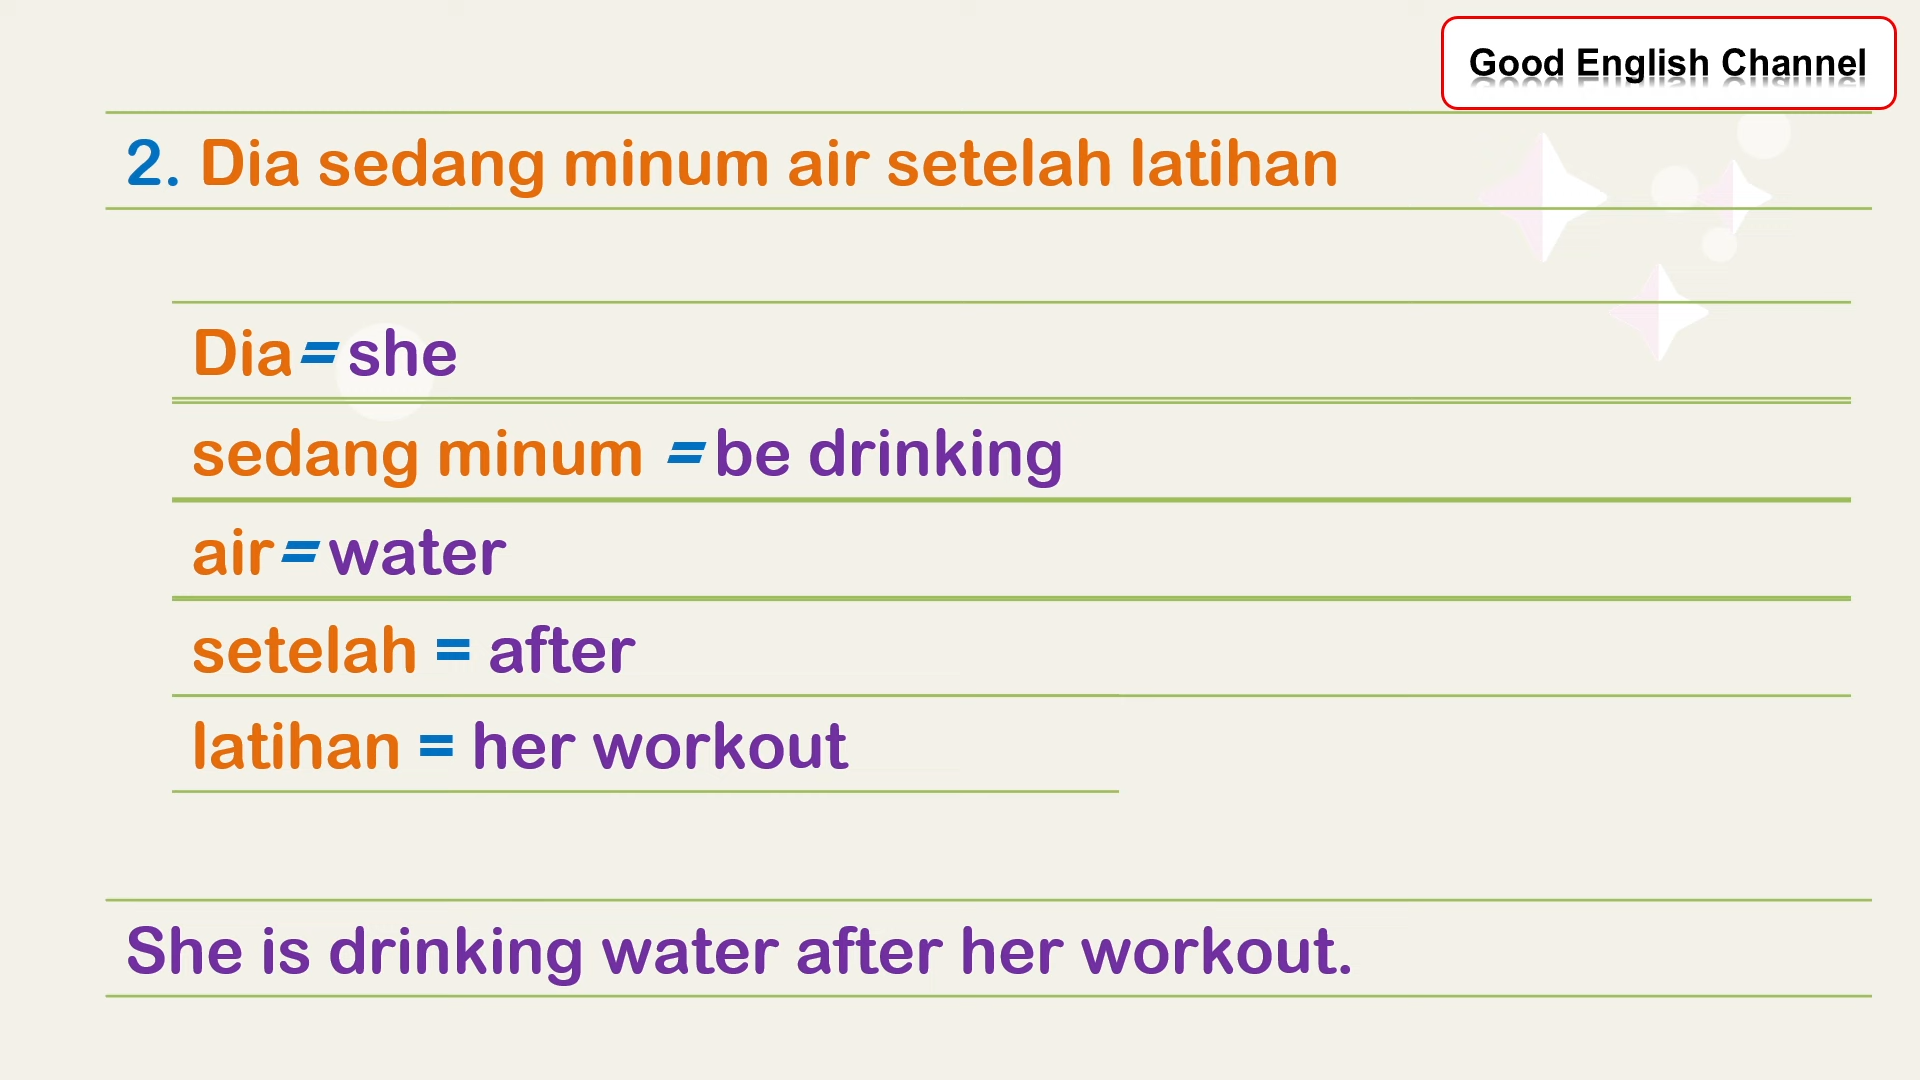 Good English Channel
2. Dia sedang minum air setelah latihan
Dia = she
sedang minum = be drinking
air = water
setelah = after
latihan = her workout
She is drinking water after her workout.